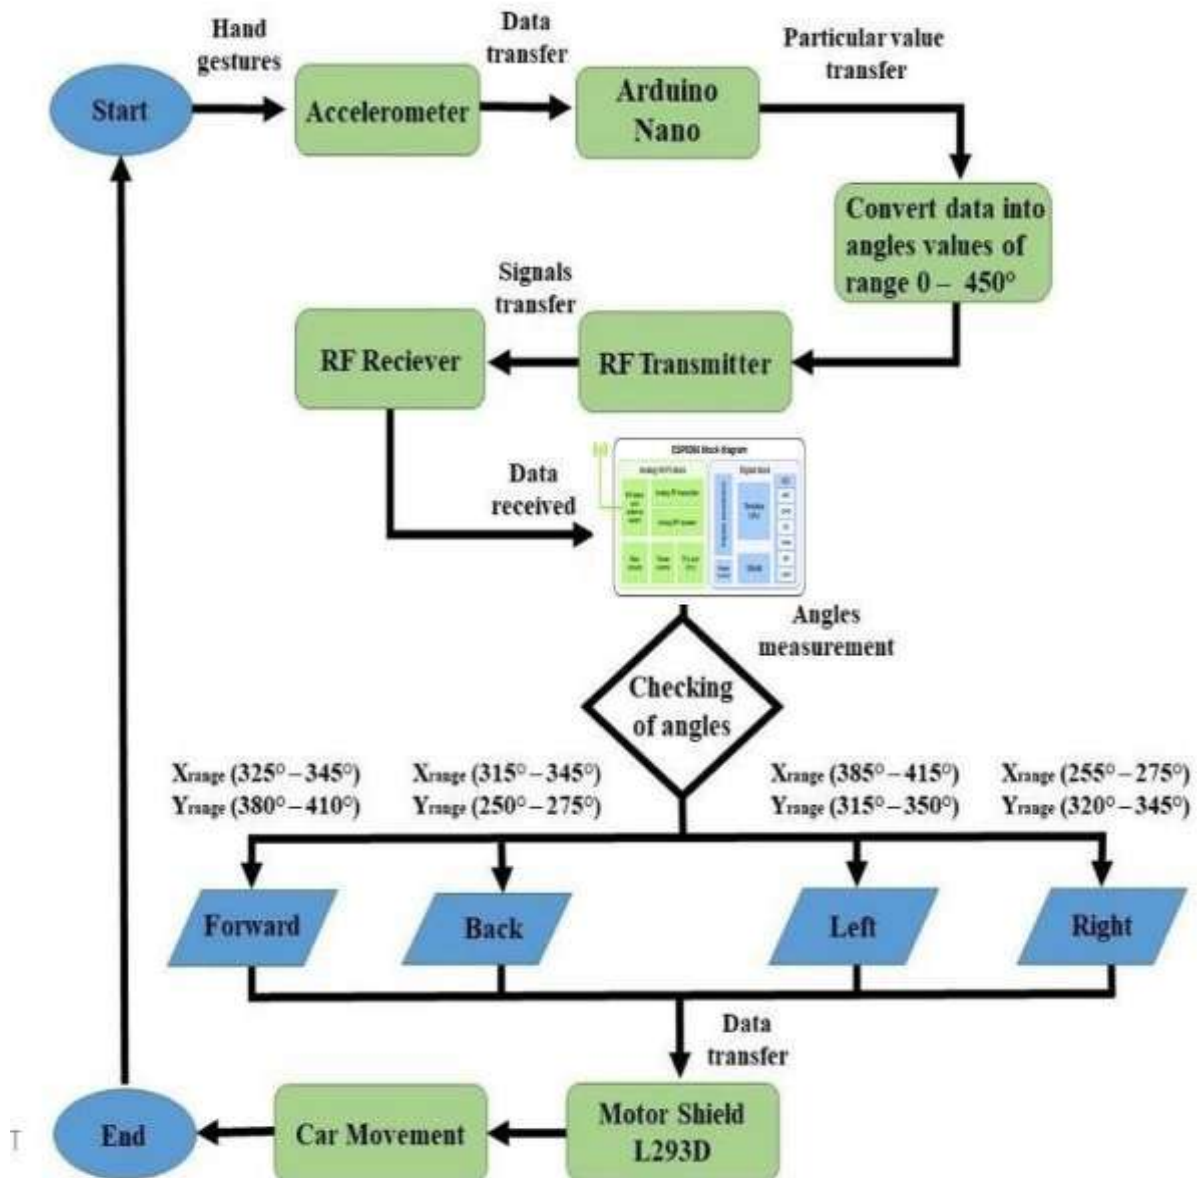 Hand
gestures
Data
transfer
Particular value
transfer
Start
Accelerometer
Arduino
Nano
Convert data into
angles values of
range 0 – 450°
Signals
transfer
RF Reciever
RF Transmitter
Data
received
ESP8266 block diagram
Angles
measurement
Checking
of angles
Xrange (325° – 345°)
Yrange (380° – 410°)
Xrange (315° – 345°)
Yrange (250° – 275°)
Xrange (385° – 415°)
Yrange (315° – 350°)
Xrange (255° – 275°)
Yrange (320° – 345°)
Forward
Back
Left
Right
Data
transfer
End
Car Movement
Motor Shield
L293D
T